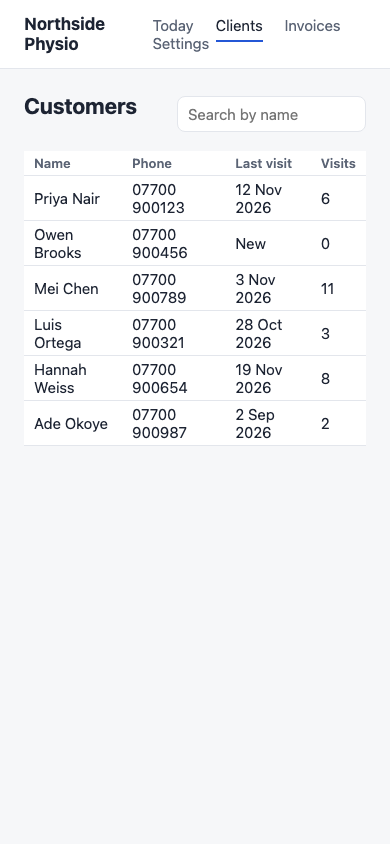 Northside
Physio
Today Clients Invoices
Settings
Customers
Search by name
Name Phone Last visit Visits
Priya Nair 07700 900123 12 Nov 2026 6
Owen Brooks 07700 900456 New 0
Mei Chen 07700 900789 3 Nov 2026 11
Luis Ortega 07700 900321 28 Oct 2026 3
Hannah Weiss 07700 900654 19 Nov 2026 8
Ade Okoye 07700 900987 2 Sep 2026 2